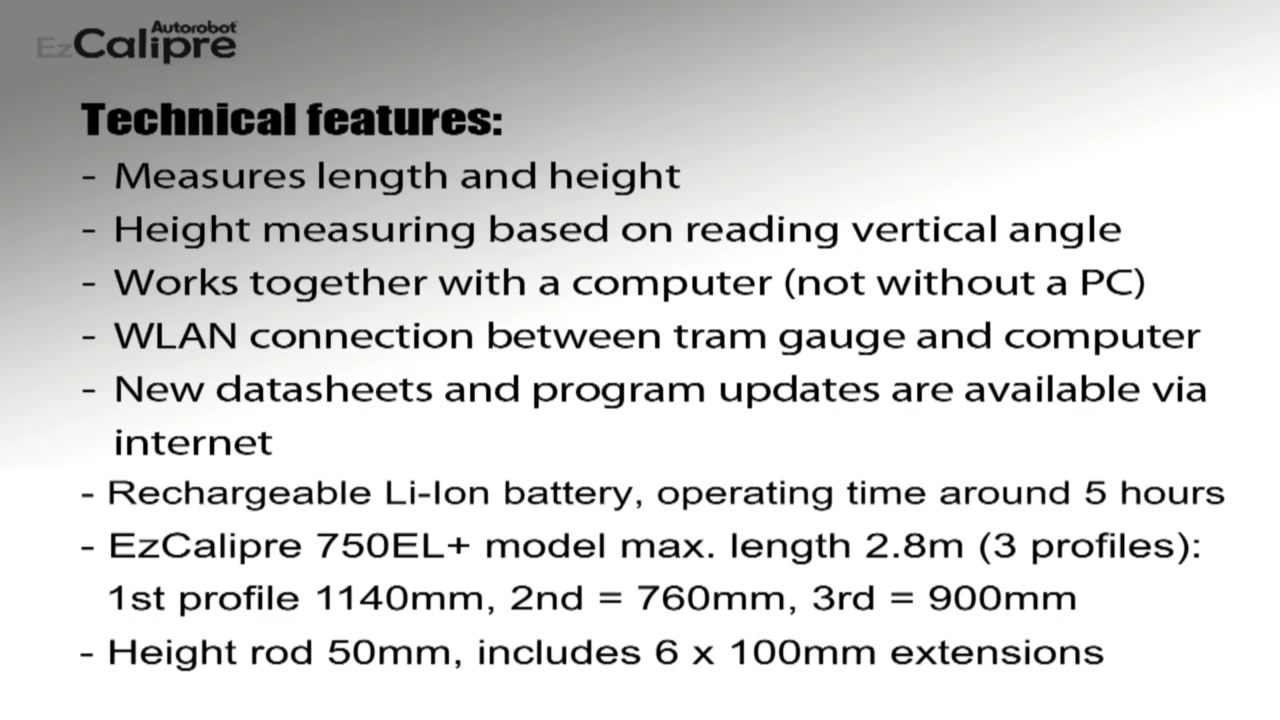 Autorobot
EzCalipre
Technical features:
- Measures length and height
- Height measuring based on reading vertical angle
- Works together with a computer (not without a PC)
- WLAN connection between tram gauge and computer
- New datasheets and program updates are available via
internet
- Rechargeable Li-Ion battery, operating time around 5 hours
- EzCalipre 750EL+ model max. length 2.8m (3 profiles):
1st profile 1140mm, 2nd = 760mm, 3rd = 900mm
- Height rod 50mm, includes 6 x 100mm extensions